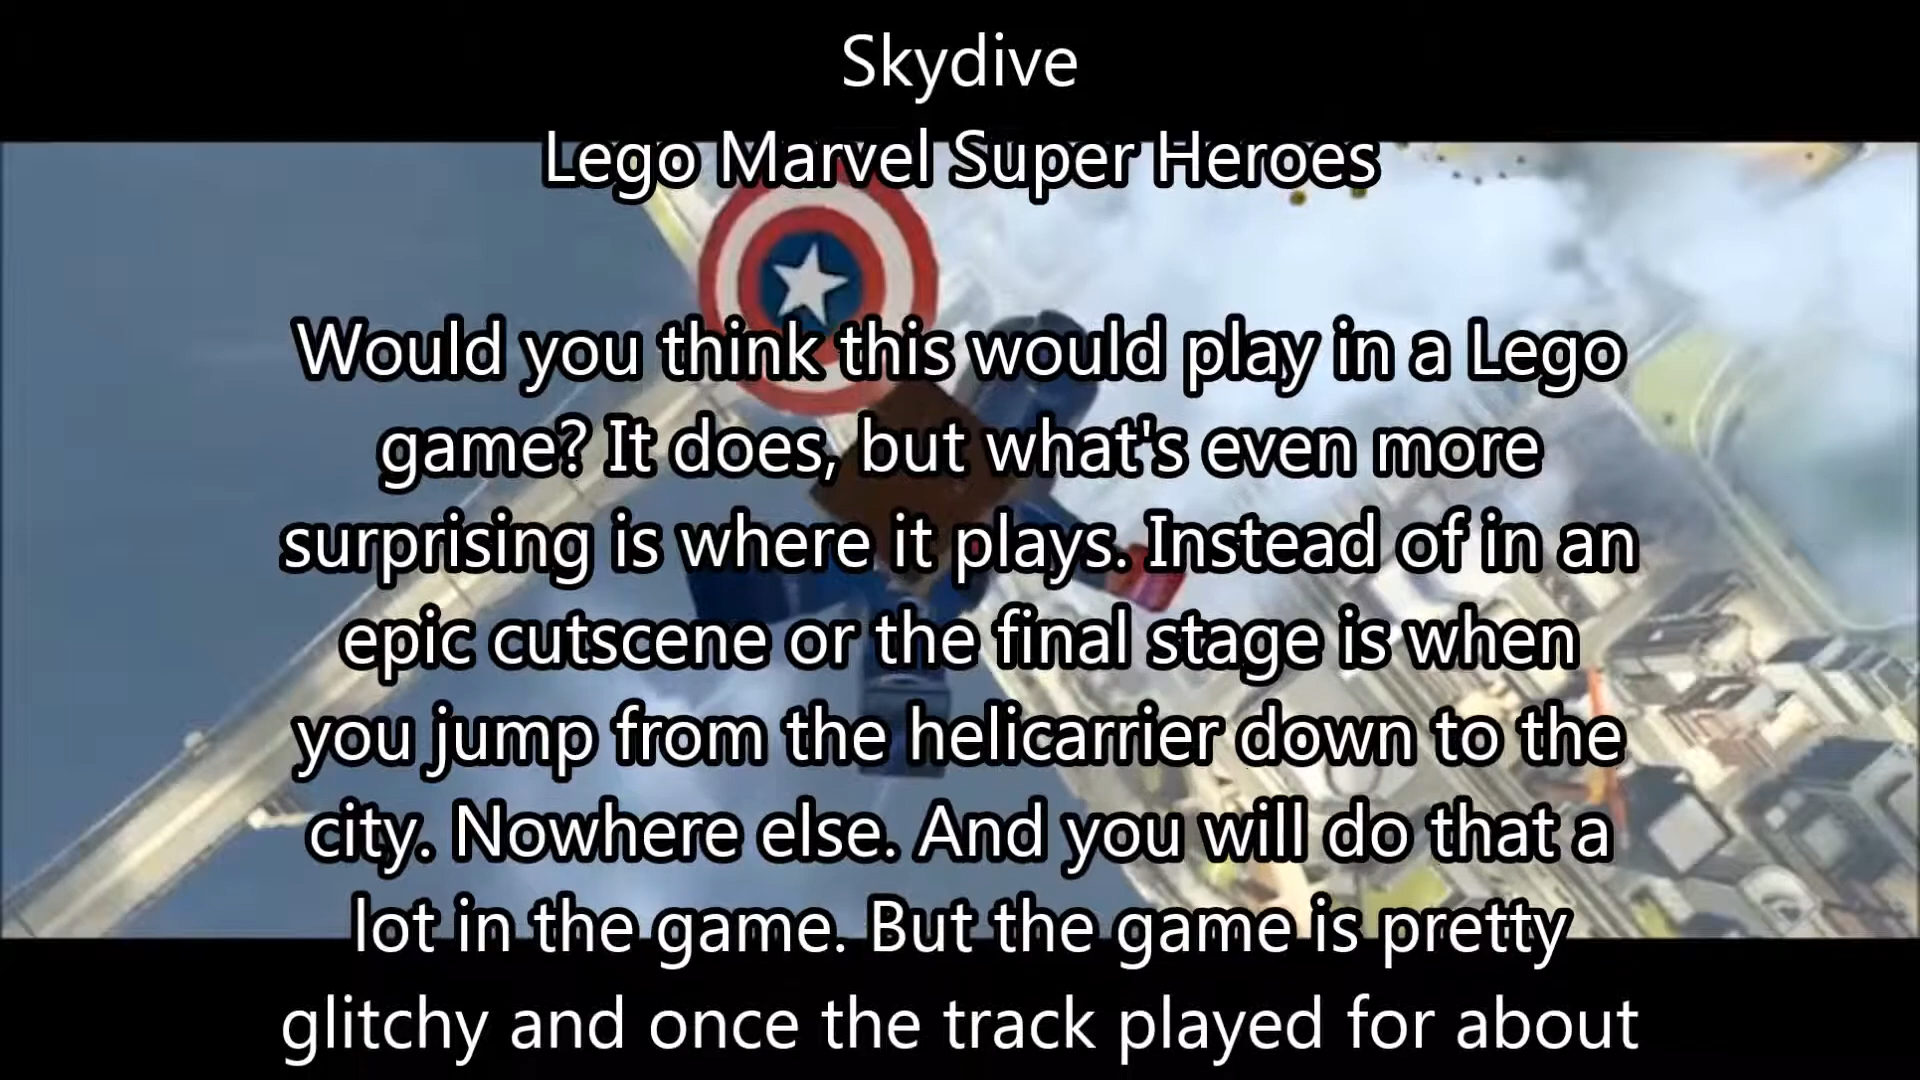 Skydive
Lego Marvel Super Heroes
Would you think this would play in a Lego
game? It does, but what's even more
surprising is where it plays. Instead of in an
epic cutscene or the final stage is when
you jump from the helicarrier down to the
city. Nowhere else. And you will do that a
lot in the game. But the game is pretty
glitchy and once the track played for about